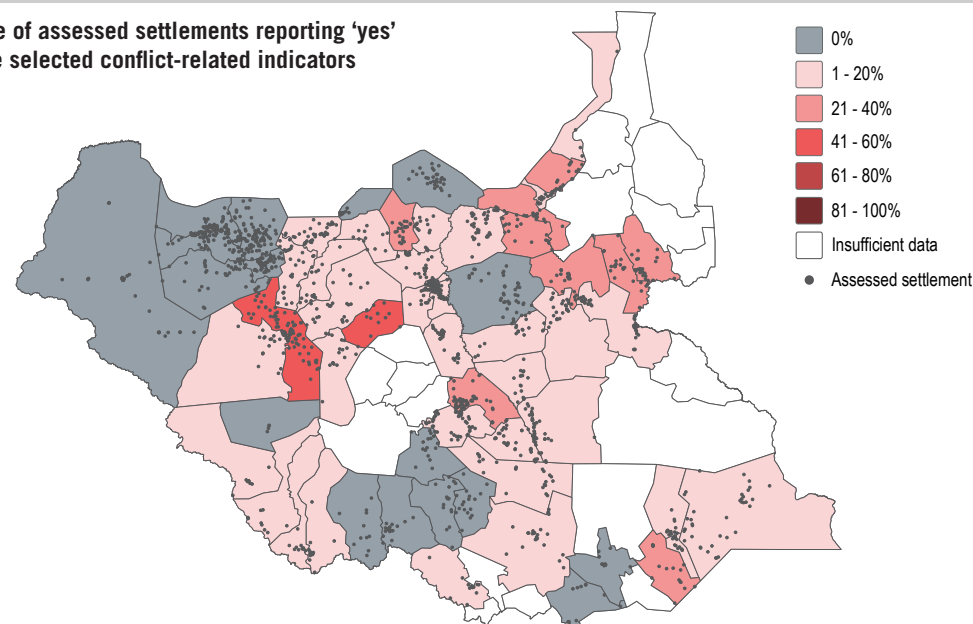 of assessed settlements reporting ‘yes’
selected conflict-related indicators
0%
1 - 20%
21 - 40%
41 - 60%
61 - 80%
81 - 100%
Insufficient data
Assessed settlement